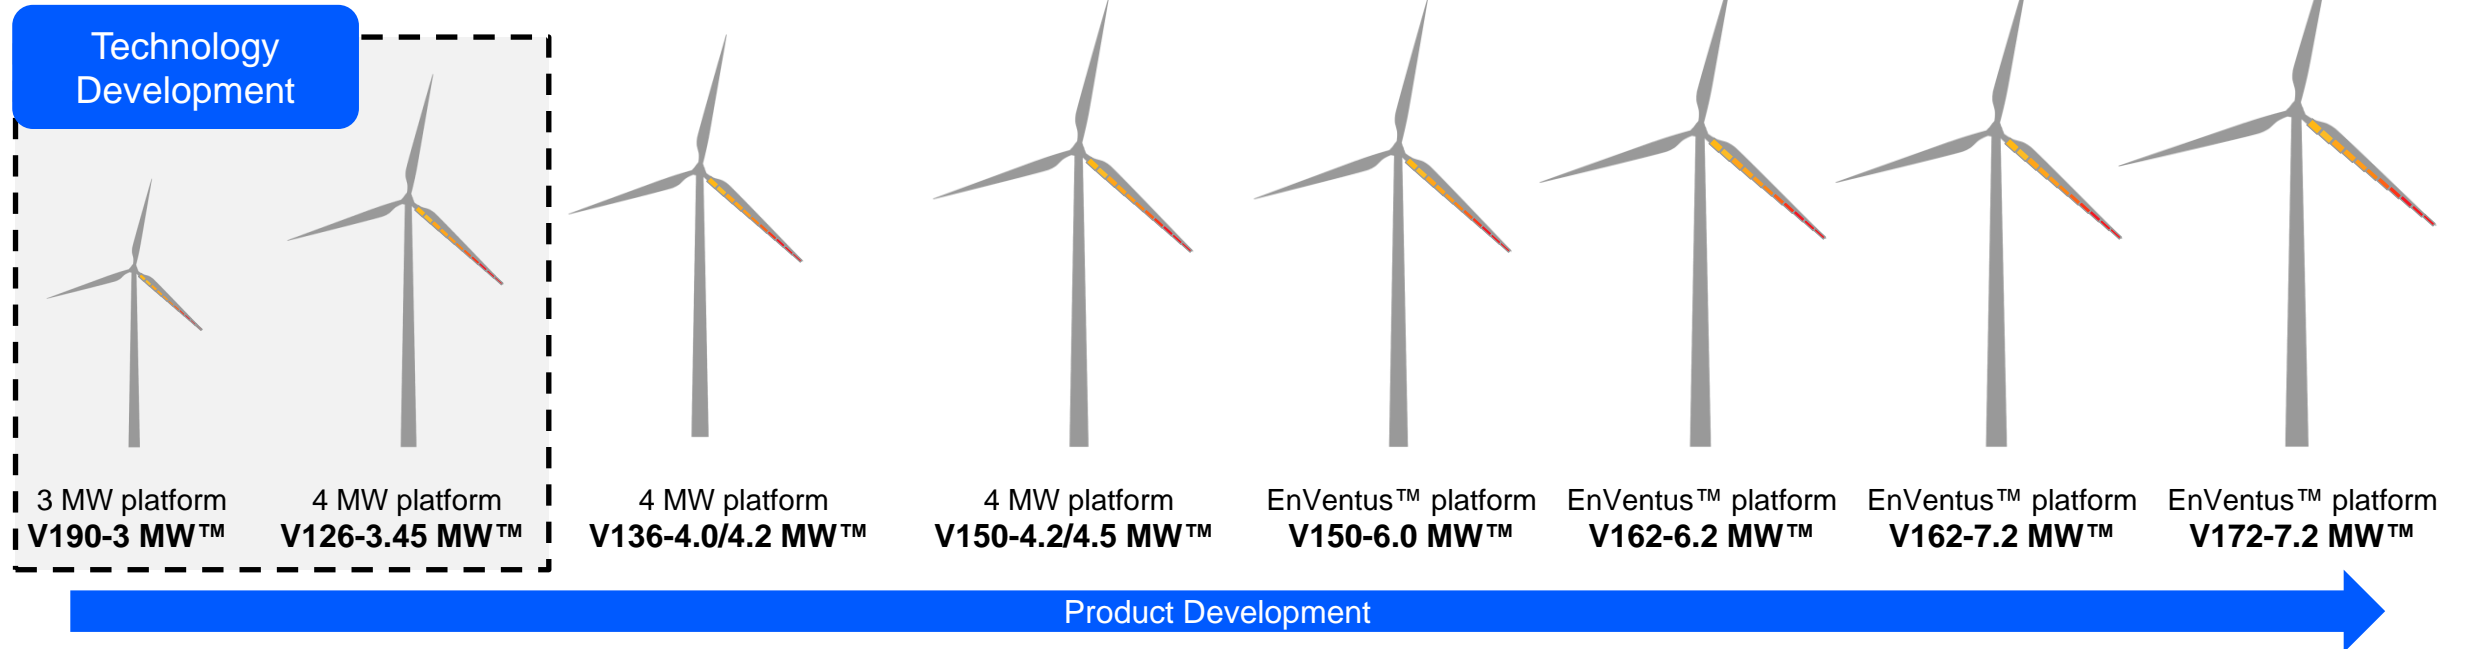 Technology
Development
3 MW platform
V190-3 MW™
4 MW platform
V126-3.45 MW™
4 MW platform
V136-4.0/4.2 MW™
4 MW platform
V150-4.2/4.5 MW™
EnVentus™ platform
V150-6.0 MW™
EnVentus™ platform
V162-6.2 MW™
EnVentus™ platform
V162-7.2 MW™
EnVentus™ platform
V172-7.2 MW™
Product Development